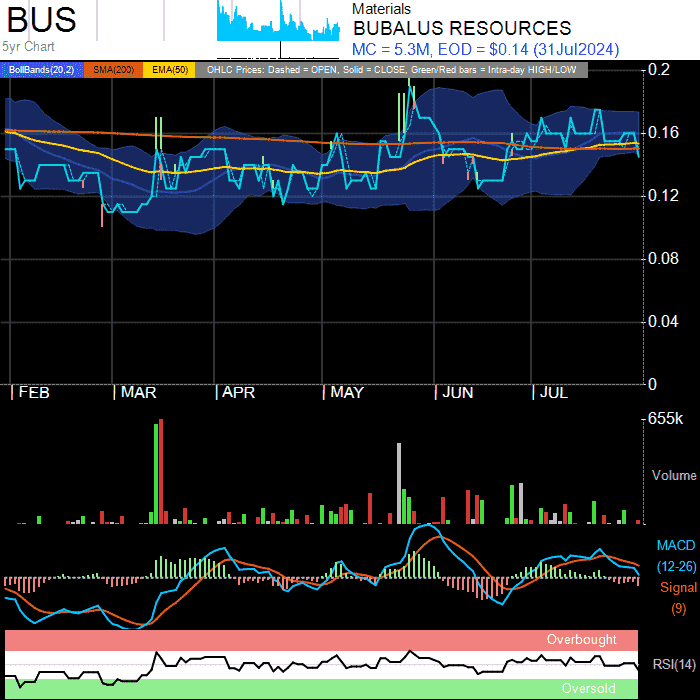 BUS
5yr Chart
Materials
BUBALUS RESOURCES
MC = 5.3M, EOD = $0.14 (31Jul2024)
BollBands(20,2) SMA(200) EMA(50) OHLC Prices: Dashed = OPEN, Solid = CLOSE, Green/Red bars = Intra-day HIGH/LOW
0.2
0.16
0.12
0.08
0.04
0
FEB MAR APR MAY JUN JUL
655k
Volume
MACD
(12-26)
Signal
(9)
Overbought
RSI(14)
Oversold